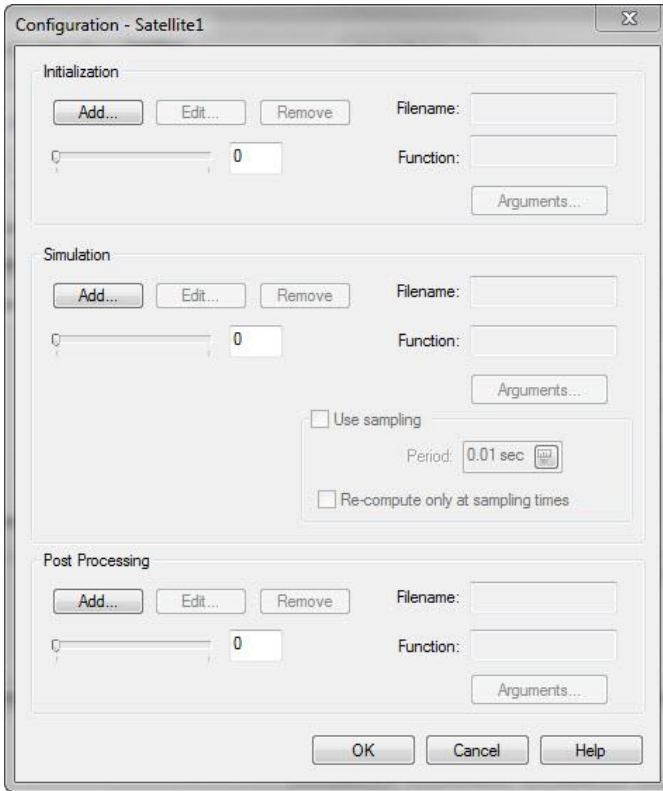 Configuration - Satellite1
Initialization
Add... Edit... Remove Filename:
0 Function:
Arguments...
Simulation
Add... Edit... Remove Filename:
0 Function:
Arguments...
Use sampling
Period: 0.01 sec
Re-compute only at sampling times
Post Processing
Add... Edit... Remove Filename:
0 Function:
Arguments...
OK Cancel Help